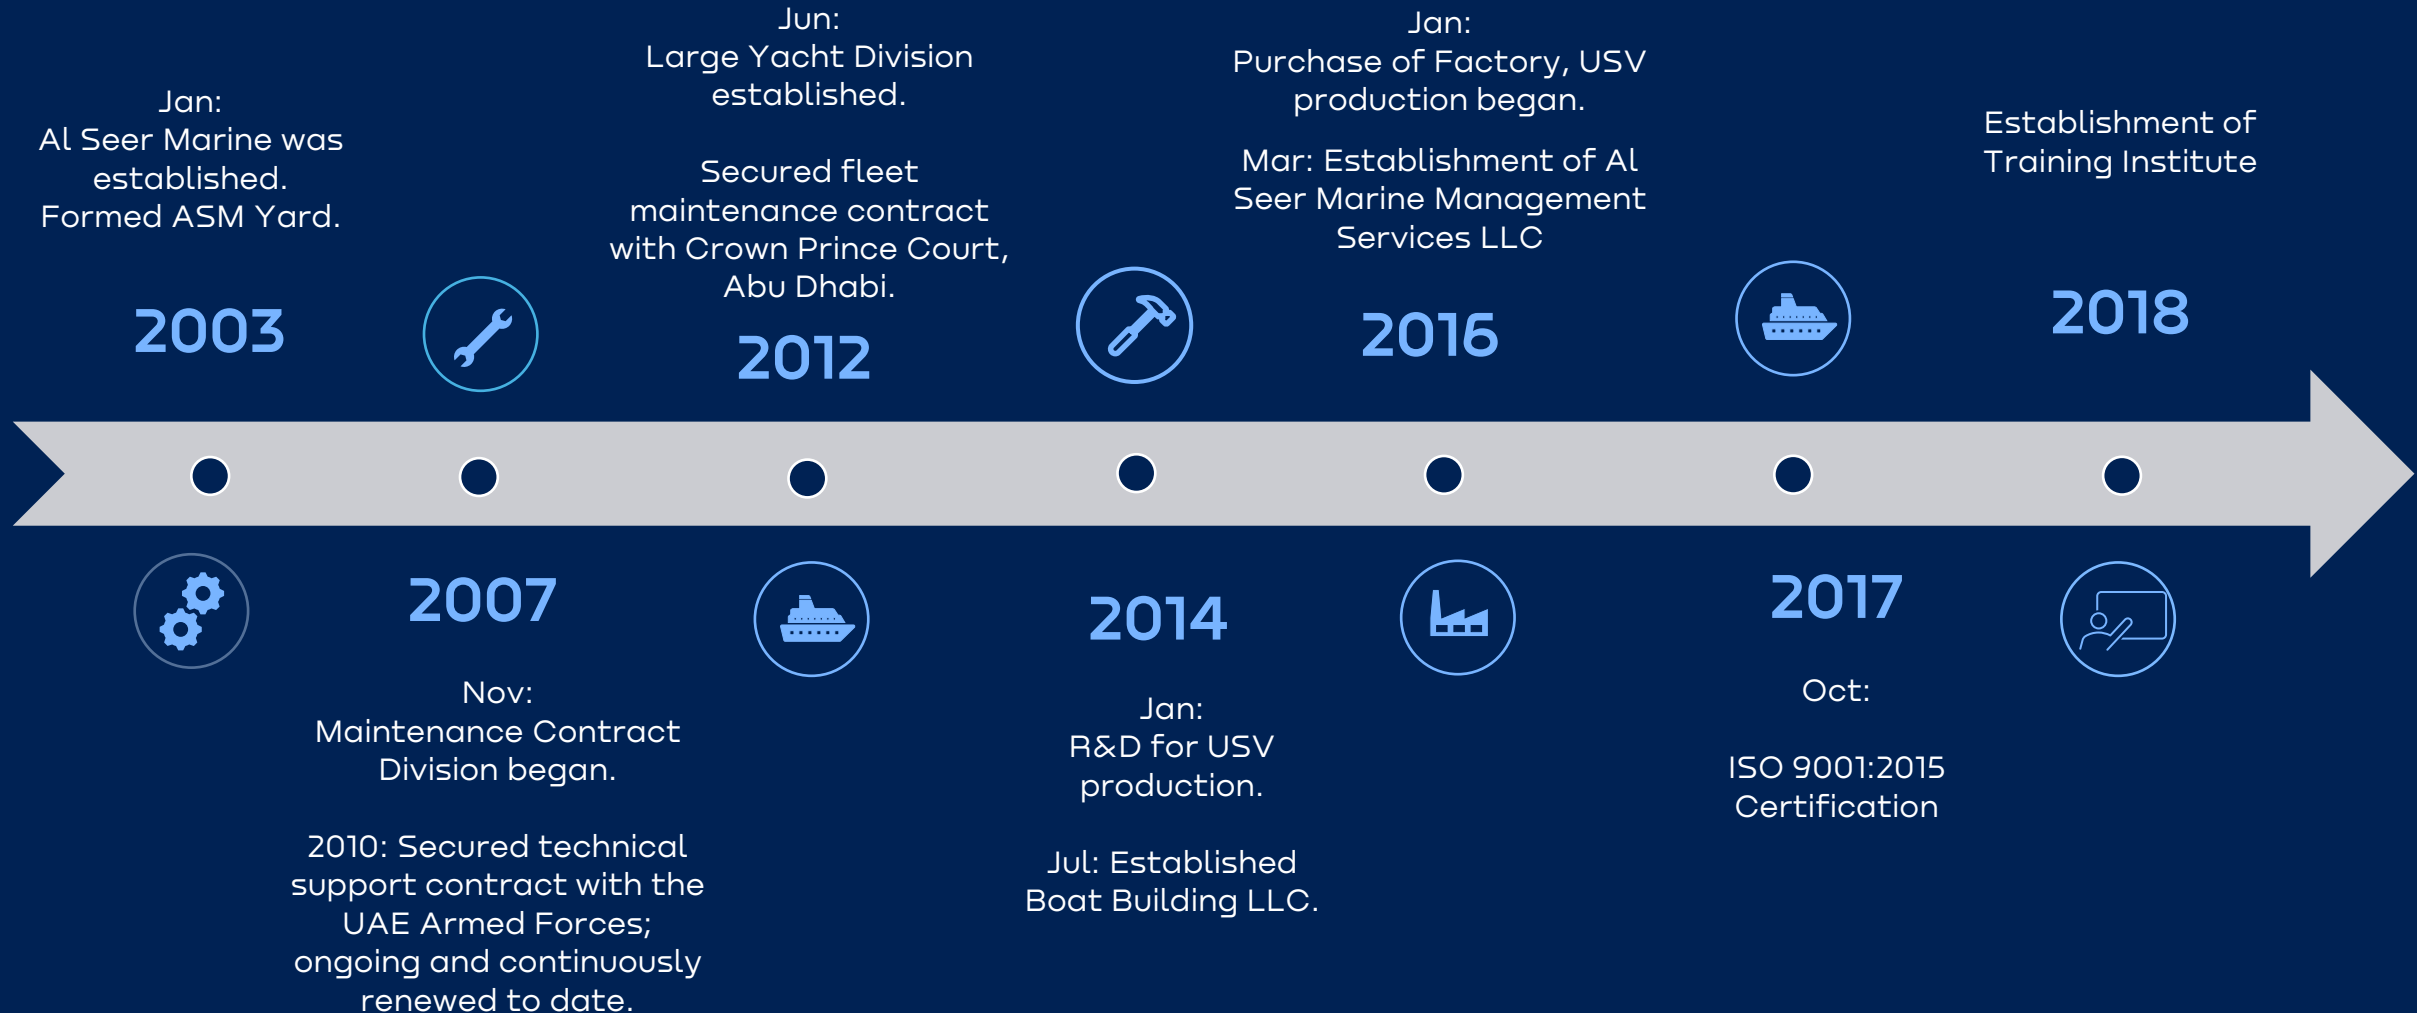 Jan:
Al Seer Marine was
established.
Formed ASM Yard.
2003
2007
Nov:
Maintenance Contract
Division began.
2010: Secured technical
support contract with the
UAE Armed Forces;
ongoing and continuously
renewed to date.
Jun:
Large Yacht Division
established.
Secured fleet
maintenance contract
with Crown Prince Court,
Abu Dhabi.
2012
2014
Jan:
R&D for USV
production.
Jul: Established
Boat Building LLC.
Jan:
Purchase of Factory, USV
production began.
Mar: Establishment of Al
Seer Marine Management
Services LLC
2016
2017
Oct:
ISO 9001:2015
Certification
Establishment of
Training Institute
2018